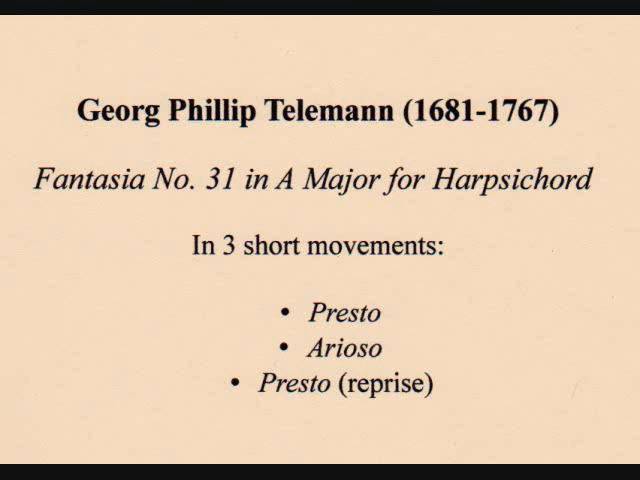 Georg Phillip Telemann (1681-1767)
Fantasia No. 31 in A Major for Harpsichord
In 3 short movements:
• Presto
• Arioso
• Presto (reprise)